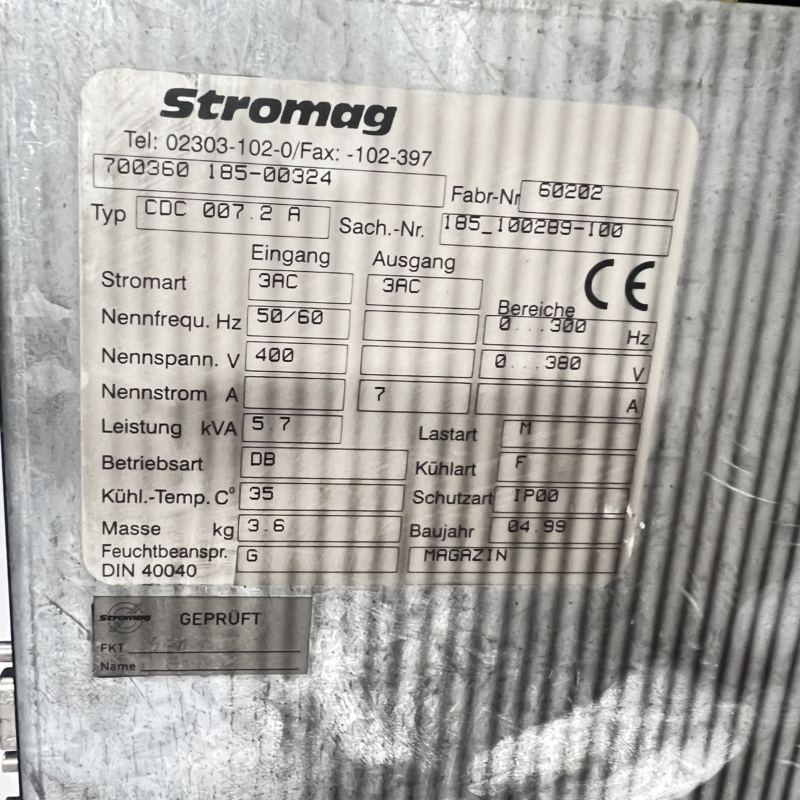 Stromag
Tel: 02303-102-0/Fax: -102-397
700360 185-00324
Fabr-Nr 60202
Typ CDC 007.2 A
Sach.-Nr. 185_100289-100
Eingang Ausgang
Stromart 3AC 3AC CE
Bereiche
Nennfrequ. Hz 50/60 0...300 Hz
Nennspann. V 400 0...380 V
Nennstrom A 7 A
Leistung kVA 5.7 Lastart M
Betriebsart DB Kühlart F
Kühl.-Temp. C° 35 Schutzart IP00
Masse kg 3.6 Baujahr 04.99
Feuchtbeanspr. G MAGAZIN
DIN 40040
Stromag GEPRÜFT
FKT
Name